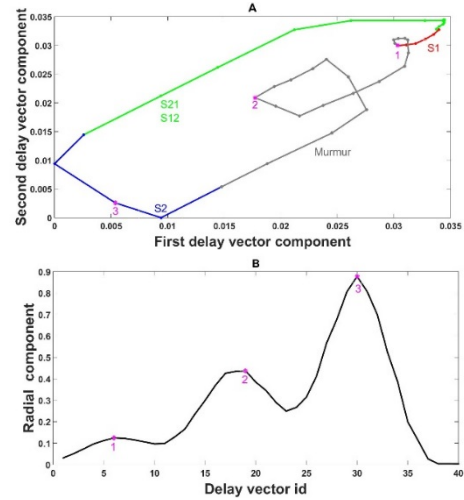 A
Second delay vector component
0.035
0.03
0.025
0.02
0.015
0.01
0.005
0
1
S1
2
S21
S12
Murmur
S2
3
0 0.005 0.01 0.015 0.02 0.025 0.03 0.035
First delay vector component
B
Radial component
0.9
0.8
0.7
0.6
0.5
0.4
0.3
0.2
0.1
0
3
2
1
0 5 10 15 20 25 30 35 40
Delay vector id